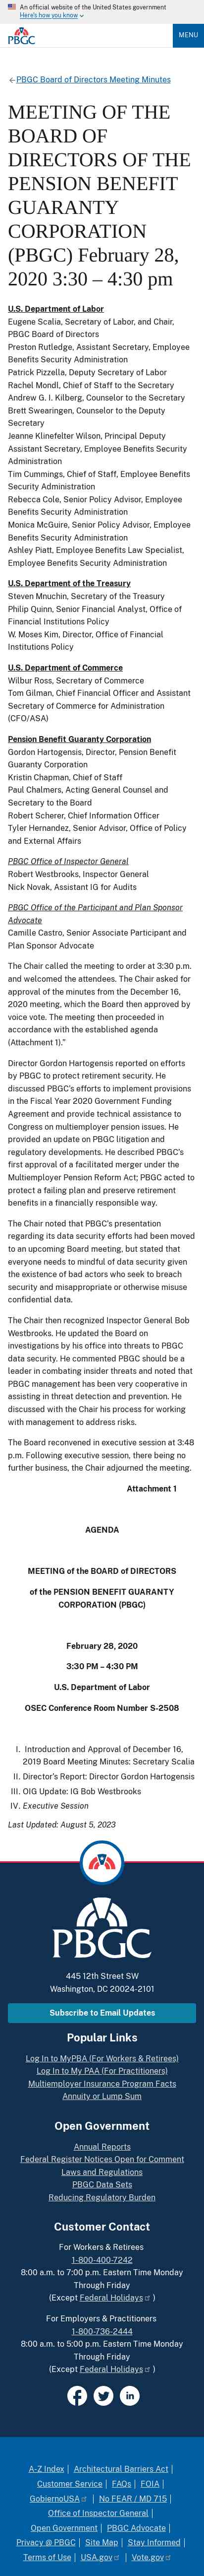 An official website of the United States government
Here's how you know
PBGC
MENU
PBGC Board of Directors Meeting Minutes
MEETING OF THE
BOARD OF
DIRECTORS OF THE
PENSION BENEFIT
GUARANTY
CORPORATION
(PBGC) February 28,
2020 3:30 – 4:30 pm
U.S. Department of Labor
Eugene Scalia, Secretary of Labor, and Chair,
PBGC Board of Directors
Preston Rutledge, Assistant Secretary, Employee
Benefits Security Administration
Patrick Pizzella, Deputy Secretary of Labor
Rachel Mondl, Chief of Staff to the Secretary
Andrew G. I. Kilberg, Counselor to the Secretary
Brett Swearingen, Counselor to the Deputy
Secretary
Jeanne Klinefelter Wilson, Principal Deputy
Assistant Secretary, Employee Benefits Security
Administration
Tim Cummings, Chief of Staff, Employee Benefits
Security Administration
Rebecca Cole, Senior Policy Advisor, Employee
Benefits Security Administration
Monica McGuire, Senior Policy Advisor, Employee
Benefits Security Administration
Ashley Piatt, Employee Benefits Law Specialist,
Employee Benefits Security Administration
U.S. Department of the Treasury
Steven Mnuchin, Secretary of the Treasury
Philip Quinn, Senior Financial Analyst, Office of
Financial Institutions Policy
W. Moses Kim, Director, Office of Financial
Institutions Policy
U.S. Department of Commerce
Wilbur Ross, Secretary of Commerce
Tom Gilman, Chief Financial Officer and Assistant
Secretary of Commerce for Administration
(CFO/ASA)
Pension Benefit Guaranty Corporation
Gordon Hartogensis, Director, Pension Benefit
Guaranty Corporation
Kristin Chapman, Chief of Staff
Paul Chalmers, Acting General Counsel and
Secretary to the Board
Robert Scherer, Chief Information Officer
Tyler Hernandez, Senior Advisor, Office of Policy
and External Affairs
PBGC Office of Inspector General
Robert Westbrooks, Inspector General
Nick Novak, Assistant IG for Audits
PBGC Office of the Participant and Plan Sponsor
Advocate
Camille Castro, Senior Associate Participant and
Plan Sponsor Advocate
The Chair called the meeting to order at 3:30 p.m.
and welcomed the attendees. The Chair asked for
approval of the minutes from the December 16,
2020 meeting, which the Board then approved by
voice vote. The meeting then proceeded in
accordance with the established agenda
(Attachment 1)."
Director Gordon Hartogensis reported on efforts
by PBGC to protect retirement security. He
discussed PBGC's efforts to implement provisions
in the Fiscal Year 2020 Government Funding
Agreement and also provide technical assistance to
Congress on multiemployer pension issues. He
provided an update on PBGC litigation and
regulatory developments. He described PBGC's
first approval of a facilitated merger under the
Multiemployer Pension Reform Act; PBGC acted to
protect a failing plan and preserve retirement
benefits in a financially responsible way.
The Chair noted that PBGC's presentation
regarding its data security efforts had been moved
to an upcoming Board meeting, but stated that
everyone needs to mindful of data security given
the existence of bad actors who seek to breach
security and misappropriate or otherwise misuse
confidential data.
The Chair then recognized Inspector General Bob
Westbrooks. He updated the Board on
investigations by his office into threats to PBGC
data security. He commented PBGC should be a
leader in combating insider threats and noted that
PBGC management has been very cooperative in
assessing its threat detection abilities. In closing
remarks, the Chair discussed his process for
working with management to address risks.
The Board reconvened in executive session at 3:48
p.m. Following executive session, there being no
further business, the Chair adjourned the meeting.
Attachment 1
AGENDA
MEETING of the BOARD of DIRECTORS
of the PENSION BENEFIT GUARANTY
CORPORATION (PBGC)
February 28, 2020
3:30 PM – 4:30 PM
U.S. Department of Labor
OSEC Conference Room Number S-2508
I. Introduction and Approval of December 16,
2019 Board Meeting Minutes: Secretary Scalia
II. Director's Report: Director Gordon Hartogensis
III. OIG Update: IG Bob Westbrooks
IV. Executive Session
Last Updated: August 5, 2023
PBGC
445 12th Street SW
Washington, DC 20024-2101
Subscribe to Email Updates
Popular Links
Log In to MyPBA (For Workers & Retirees)
Log In to My PAA (For Practitioners)
Multiemployer Insurance Program Facts
Annuity or Lump Sum
Open Government
Annual Reports
Federal Register Notices Open for Comment
Laws and Regulations
PBGC Data Sets
Reducing Regulatory Burden
Customer Contact
For Workers & Retirees
1-800-400-7242
8:00 a.m. to 7:00 p.m. Eastern Time Monday
Through Friday
(Except Federal Holidays )
For Employers & Practitioners
1-800-736-2444
8:00 a.m. to 5:00 p.m. Eastern Time Monday
Through Friday
(Except Federal Holidays )
A-Z Index | Architectural Barriers Act |
Customer Service | FAQs | FOIA |
GobiernoUSA | No FEAR / MD 715 |
Office of Inspector General |
Open Government | PBGC Advocate |
Privacy @ PBGC | Site Map | Stay Informed |
Terms of Use | USA.gov | Vote.gov